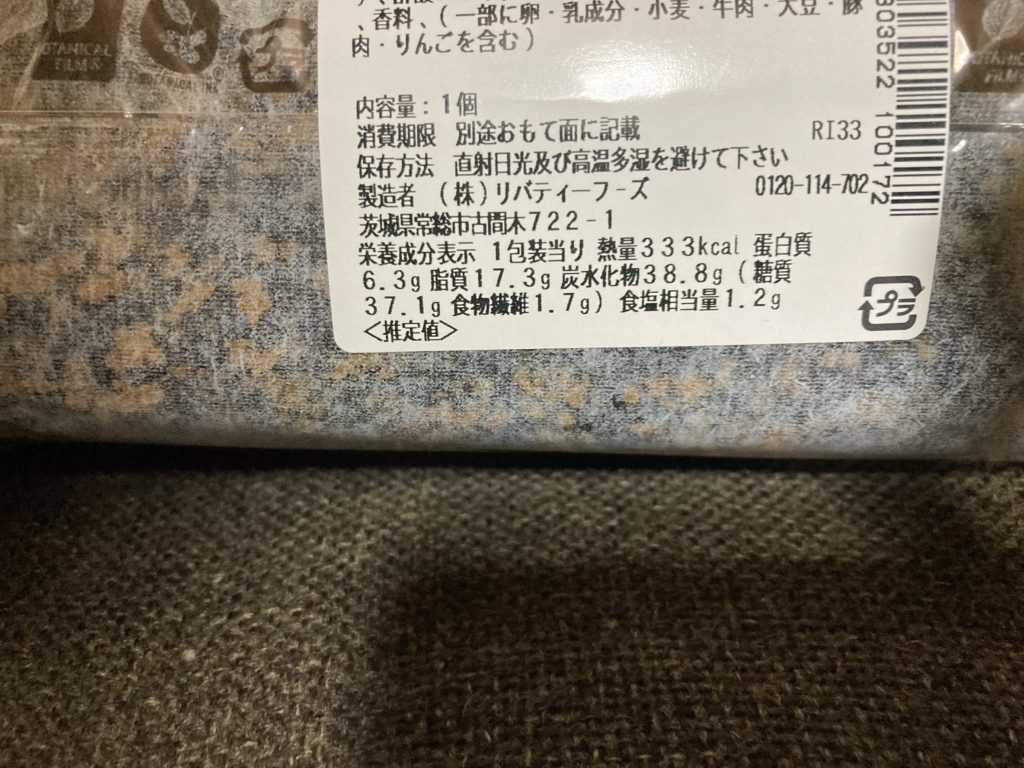 、香料、(一部に卵・乳成分・小麦・牛肉・大豆・豚
肉・りんごを含む)
内容量：1個
消費期限 別途おもて面に記載 RI33
保存方法 直射日光及び高温多湿を避けて下さい
製造者 (株)リバティーフーズ 0120-114-702
茨城県常総市古間木722-1
栄養成分表示 1包装当り 熱量333kcal 蛋白質
6.3g 脂質17.3g 炭水化物38.8g(糖質
37.1g 食物繊維1.7g) 食塩相当量1.2g
<推定値>
プラ
803522 100172
OTANICAL
FILMS
プラ